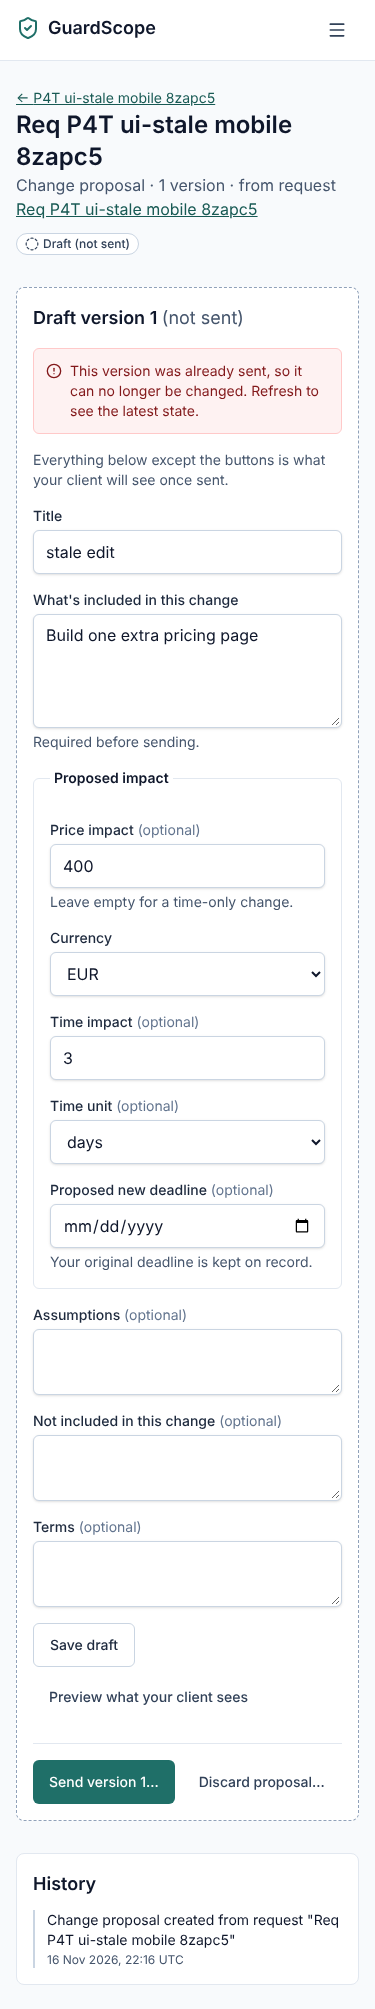 GuardScope
← P4T ui-stale mobile 8zapc5
Req P4T ui-stale mobile
8zapc5
Change proposal · 1 version · from request
Req P4T ui-stale mobile 8zapc5
Draft (not sent)
Draft version 1 (not sent)
This version was already sent, so it
can no longer be changed. Refresh to
see the latest state.
Everything below except the buttons is what
your client will see once sent.
Title
stale edit
What's included in this change
Build one extra pricing page
Required before sending.
Proposed impact
Price impact (optional)
400
Leave empty for a time-only change.
Currency
EUR
Time impact (optional)
3
Time unit (optional)
days
Proposed new deadline (optional)
mm/dd/yyyy
Your original deadline is kept on record.
Assumptions (optional)
Not included in this change (optional)
Terms (optional)
Save draft
Preview what your client sees
Send version 1...
Discard proposal...
History
Change proposal created from request "Req
P4T ui-stale mobile 8zapc5"
16 Nov 2026, 22:16 UTC